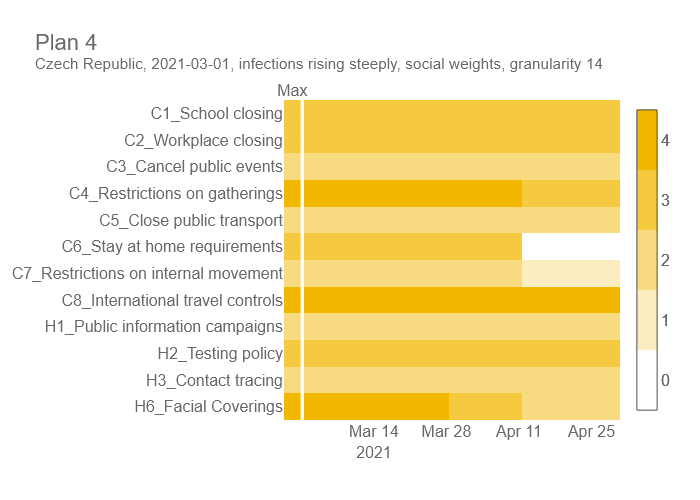 Plan 4
Czech Republic, 2021-03-01, infections rising steeply, social weights, granularity 14
Max
C1_School closing
C2_Workplace closing
C3_Cancel public events
C4_Restrictions on gatherings
C5_Close public transport
C6_Stay at home requirements
C7_Restrictions on internal movement
C8_International travel controls
H1_Public information campaigns
H2_Testing policy
H3_Contact tracing
H6_Facial Coverings
Mar 14 Mar 28 Apr 11 Apr 25
2021
4
3
2
1
0